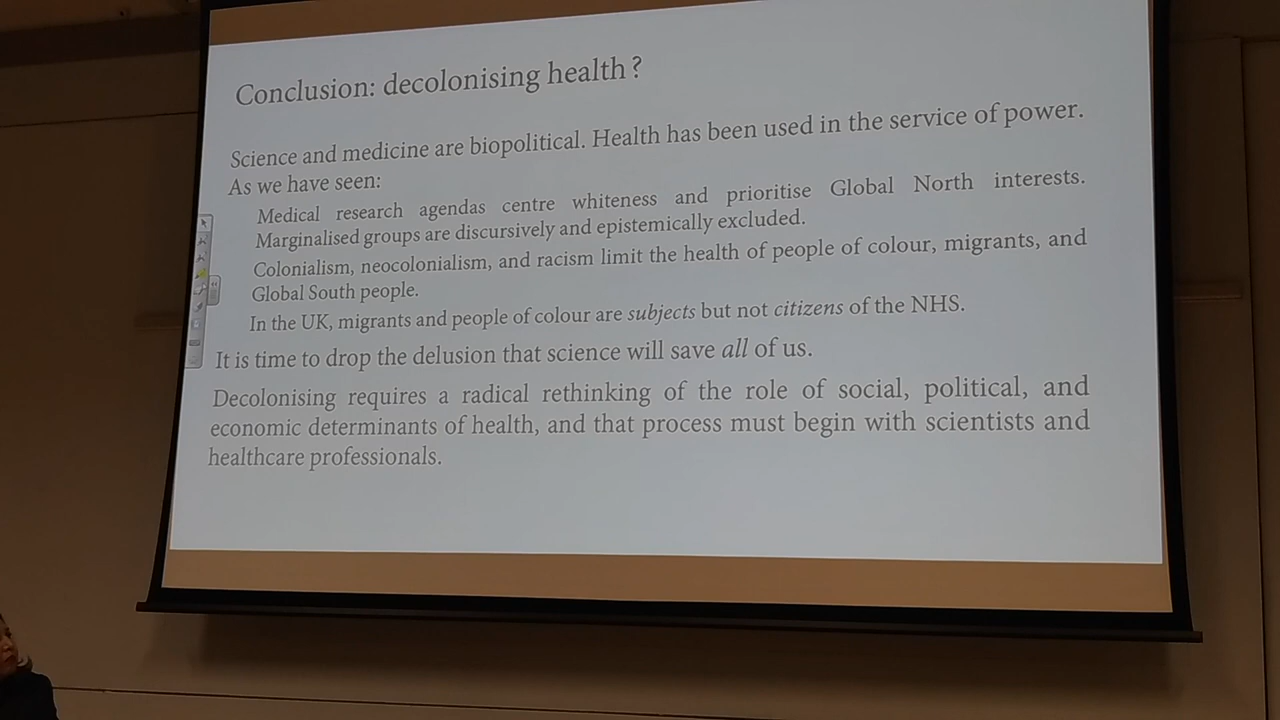 Conclusion: decolonising health?
Science and medicine are biopolitical. Health has been used in the service of power.
As we have seen:
Medical research agendas centre whiteness and prioritise Global North interests.
Marginalised groups are discursively and epistemically excluded.
Colonialism, neocolonialism, and racism limit the health of people of colour, migrants, and
Global South people.
In the UK, migrants and people of colour are subjects but not citizens of the NHS.
It is time to drop the delusion that science will save all of us.
Decolonising requires a radical rethinking of the role of social, political, and
economic determinants of health, and that process must begin with scientists and
healthcare professionals.